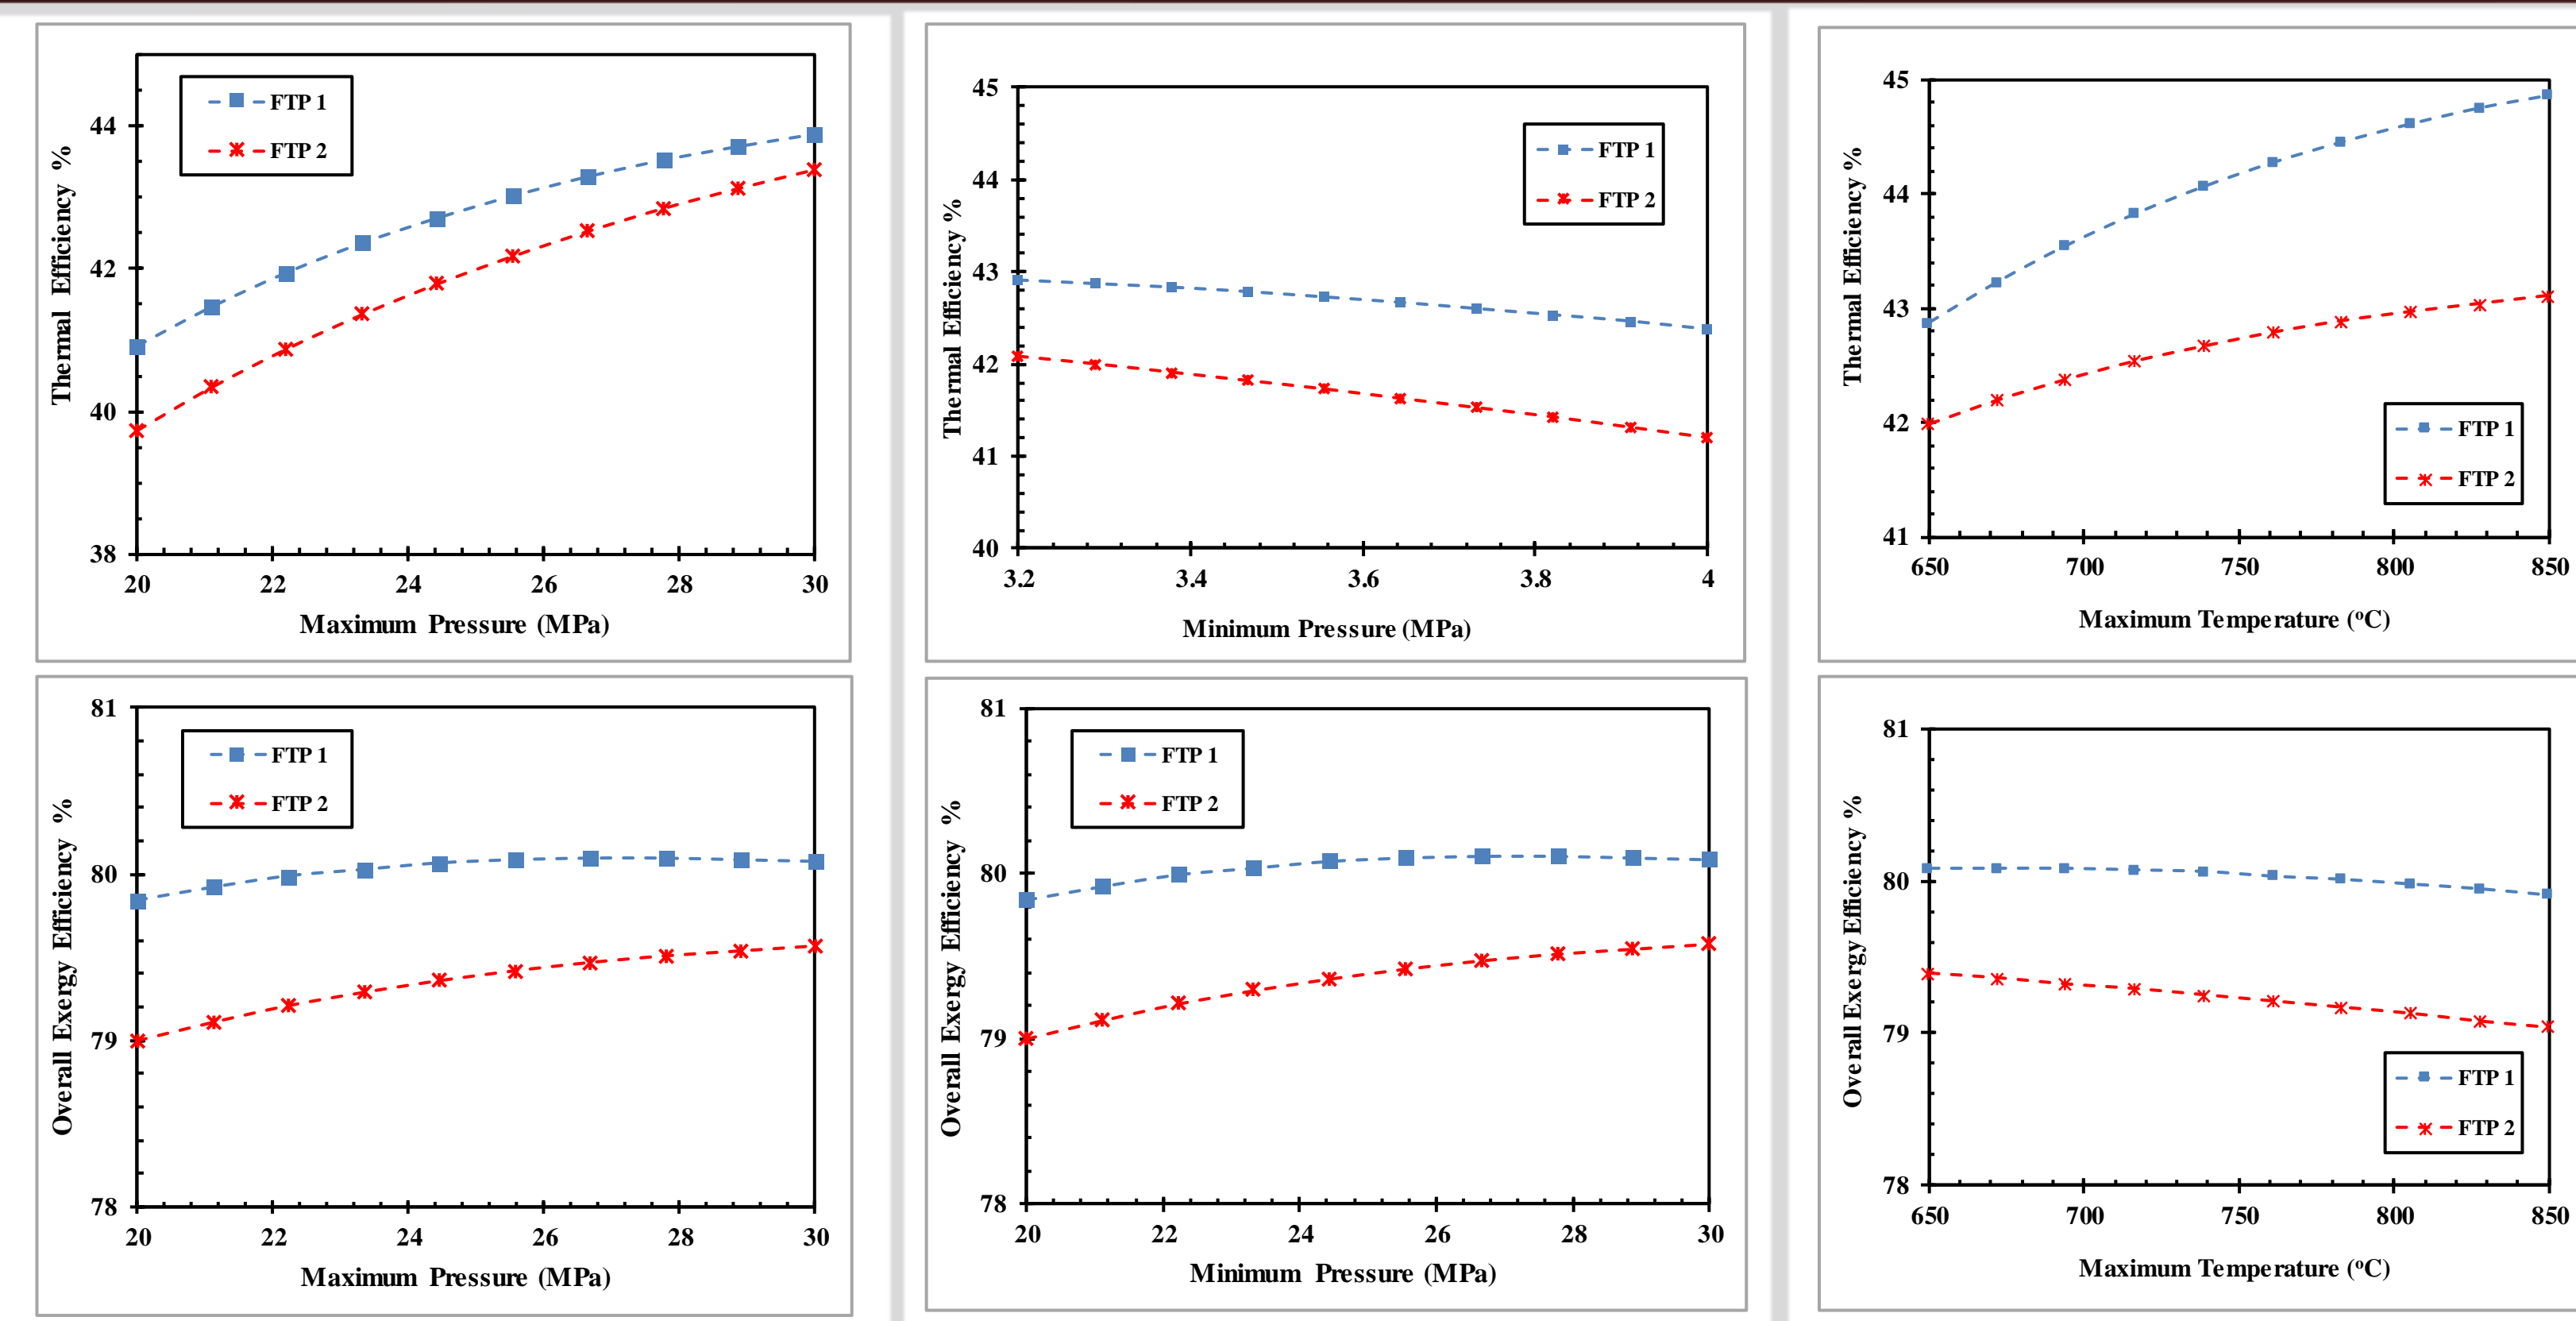 FTP 1
FTP 2
44
42
40
38
20 22 24 26 28 30
Thermal Efficiency %
Maximum Pressure (MPa)
FTP 1
FTP 2
45
44
43
42
41
40
3.2 3.4 3.6 3.8 4
Thermal Efficiency %
Minimum Pressure (MPa)
45
44
43
42
41
650 700 750 800 850
FTP 1
FTP 2
Thermal Efficiency %
Maximum Temperature (ºC)
FTP 1
FTP 2
81
80
79
78
20 22 24 26 28 30
Overall Exergy Efficiency %
Maximum Pressure (MPa)
FTP 1
FTP 2
81
80
79
78
20 22 24 26 28 30
Overall Exergy Efficiency %
Minimum Pressure (MPa)
81
80
79
78
650 700 750 800 850
FTP 1
FTP 2
Overall Exergy Efficiency %
Maximum Temperature (ºC)